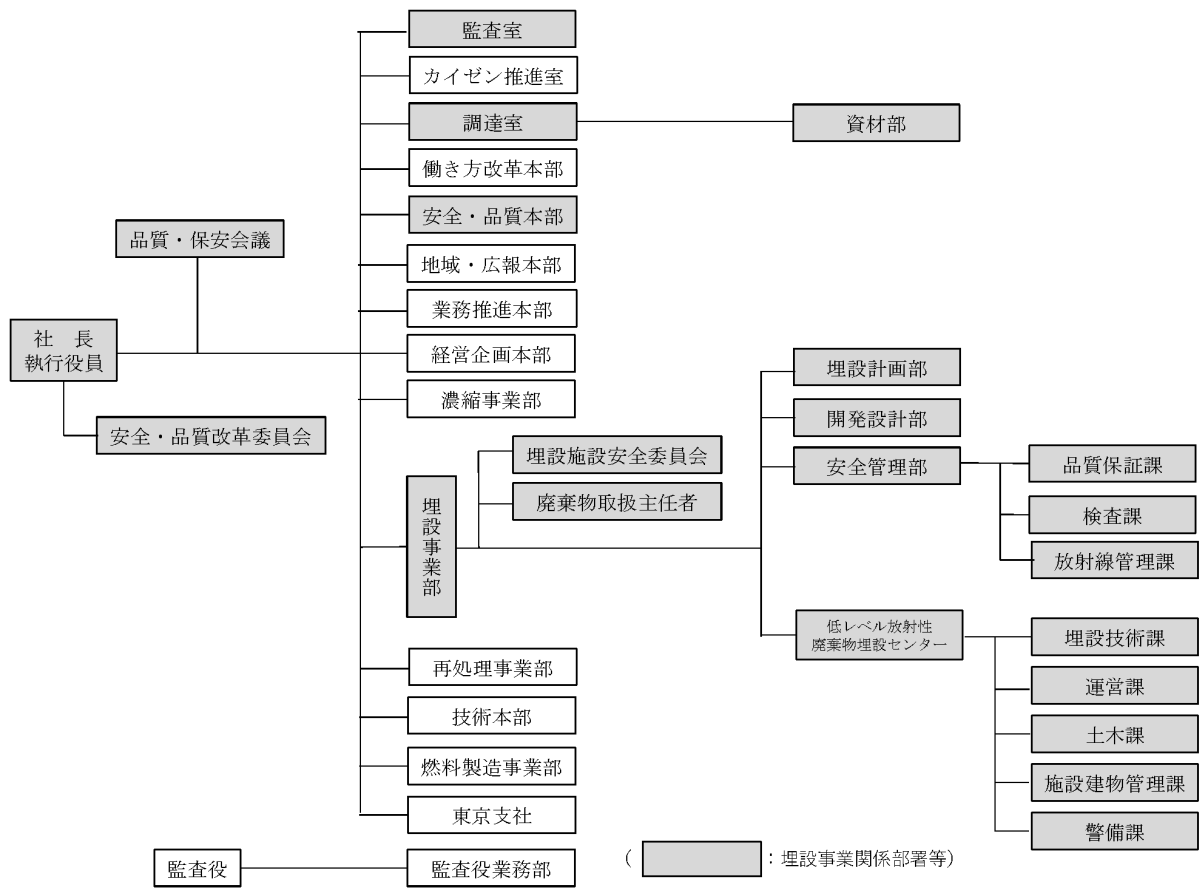 監査室
カイゼン推進室
調達室
資材部
働き方改革本部
安全・品質本部
品質・保安会議
地域・広報本部
業務推進本部
社　長
執行役員
経営企画本部
濃縮事業部
安全・品質改革委員会
埋設事業部
埋設施設安全委員会
廃棄物取扱主任者
埋設計画部
開発設計部
安全管理部
品質保証課
検査課
放射線管理課
低レベル放射性
廃棄物埋設センター
埋設技術課
運営課
土木課
施設建物管理課
警備課
再処理事業部
技術本部
燃料製造事業部
東京支社
監査役
監査役業務部
(　　　：埋設事業関係部署等)